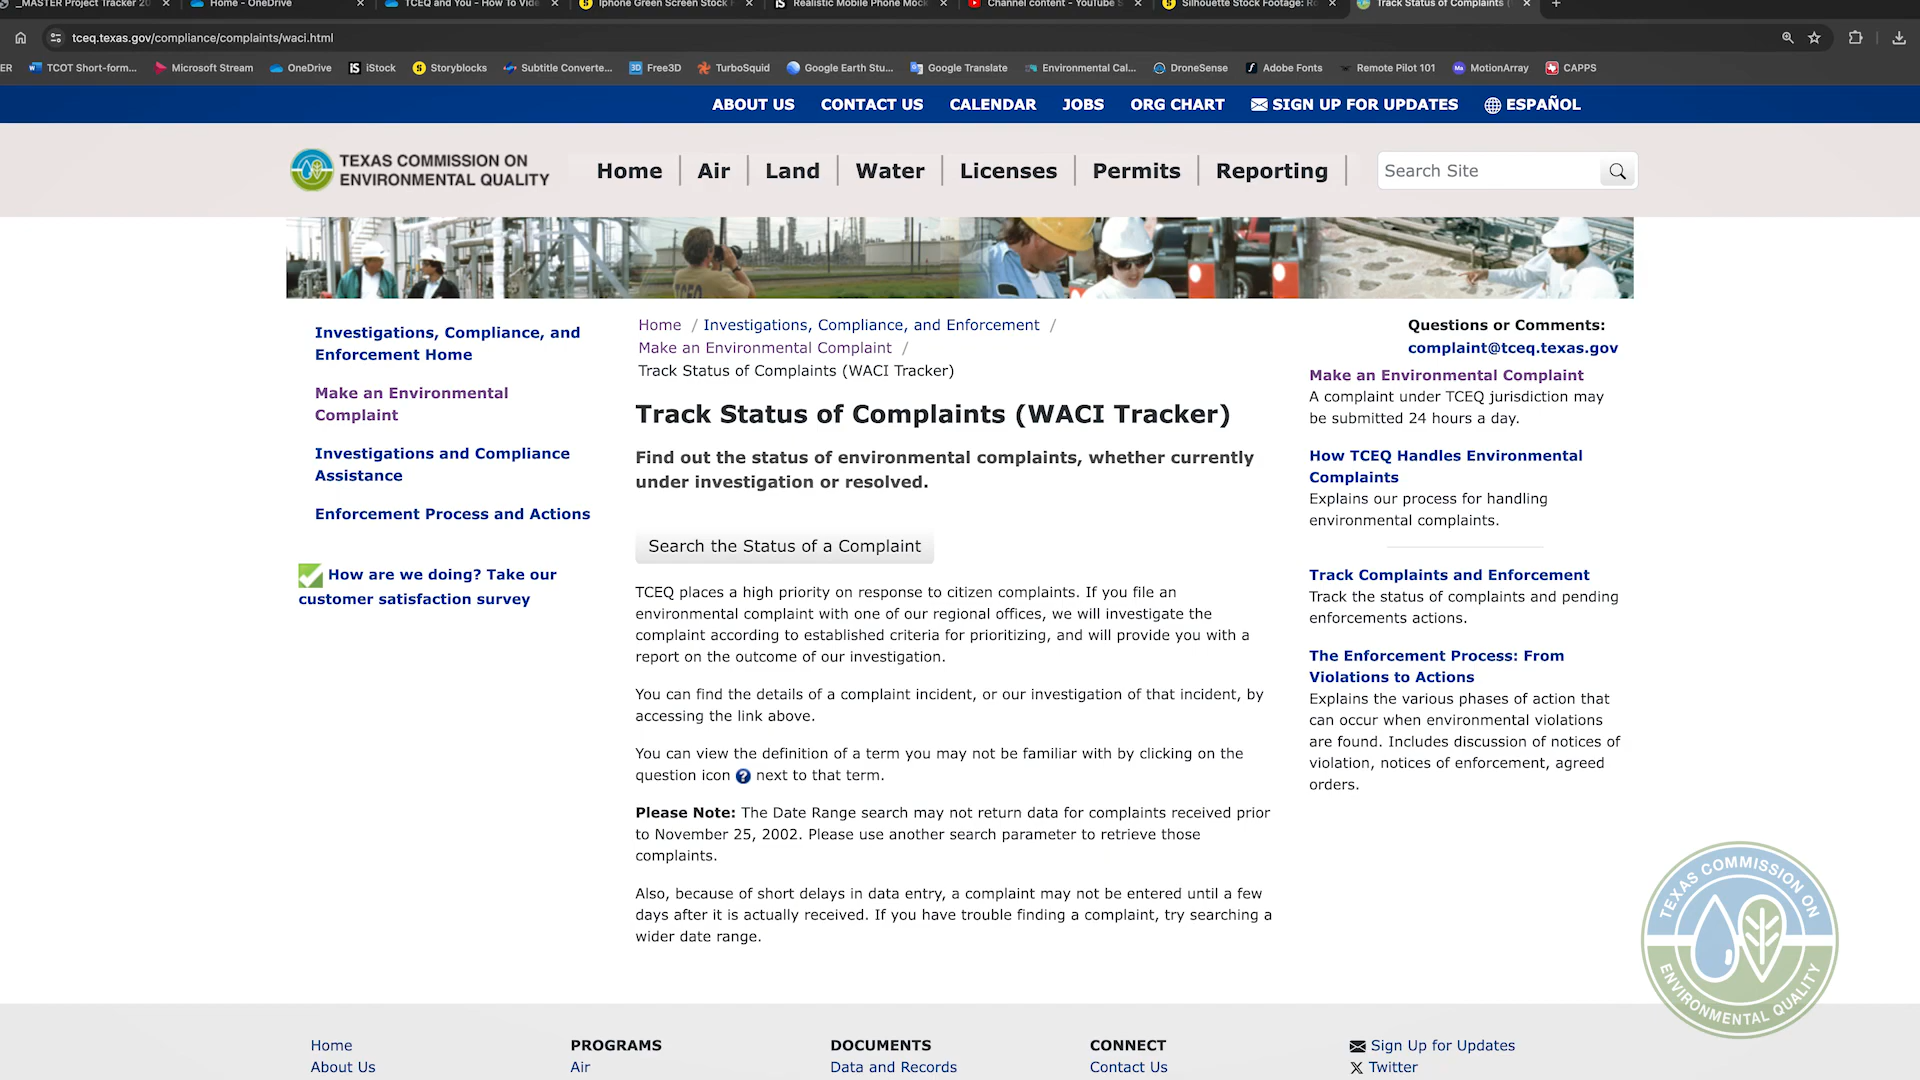 _MASTER Project Tracker 20
Home - OneDrive
TCEQ and You - How To Vide
Iphone Green Screen Stock F
Realistic Mobile Phone Mock
Channel content - YouTube S
Silhouette Stock Footage: Ro
Track Status of Complaints (
tceq.texas.gov/compliance/complaints/waci.html
ER
TCOT Short-form...
Microsoft Stream
OneDrive
iStock
Storyblocks
Subtitle Converte...
Free3D
TurboSquid
Google Earth Stu...
Google Translate
Environmental Cal...
DroneSense
Adobe Fonts
Remote Pilot 101
MotionArray
CAPPS
ABOUT US
CONTACT US
CALENDAR
JOBS
ORG CHART
SIGN UP FOR UPDATES
ESPAÑOL
TEXAS COMMISSION ON
ENVIRONMENTAL QUALITY
Home
Air
Land
Water
Licenses
Permits
Reporting
Search Site
TCEQ
Investigations, Compliance, and
Enforcement Home
Make an Environmental
Complaint
Investigations and Compliance
Assistance
Enforcement Process and Actions
How are we doing? Take our
customer satisfaction survey
Home / Investigations, Compliance, and Enforcement /
Make an Environmental Complaint /
Track Status of Complaints (WACI Tracker)
Track Status of Complaints (WACI Tracker)
Find out the status of environmental complaints, whether currently
under investigation or resolved.
Search the Status of a Complaint
TCEQ places a high priority on response to citizen complaints. If you file an
environmental complaint with one of our regional offices, we will investigate the
complaint according to established criteria for prioritizing, and will provide you with a
report on the outcome of our investigation.
You can find the details of a complaint incident, or our investigation of that incident, by
accessing the link above.
You can view the definition of a term you may not be familiar with by clicking on the
question icon ? next to that term.
Please Note: The Date Range search may not return data for complaints received prior
to November 25, 2002. Please use another search parameter to retrieve those
complaints.
Also, because of short delays in data entry, a complaint may not be entered until a few
days after it is actually received. If you have trouble finding a complaint, try searching a
wider date range.
Questions or Comments:
complaint@tceq.texas.gov
Make an Environmental Complaint
A complaint under TCEQ jurisdiction may
be submitted 24 hours a day.
How TCEQ Handles Environmental
Complaints
Explains our process for handling
environmental complaints.
Track Complaints and Enforcement
Track the status of complaints and pending
enforcements actions.
The Enforcement Process: From
Violations to Actions
Explains the various phases of action that
can occur when environmental violations
are found. Includes discussion of notices of
violation, notices of enforcement, agreed
orders.
TEXAS COMMISSION ON
ENVIRONMENTAL QUALITY
Home
About Us
PROGRAMS
Air
DOCUMENTS
Data and Records
CONNECT
Contact Us
Sign Up for Updates
Twitter